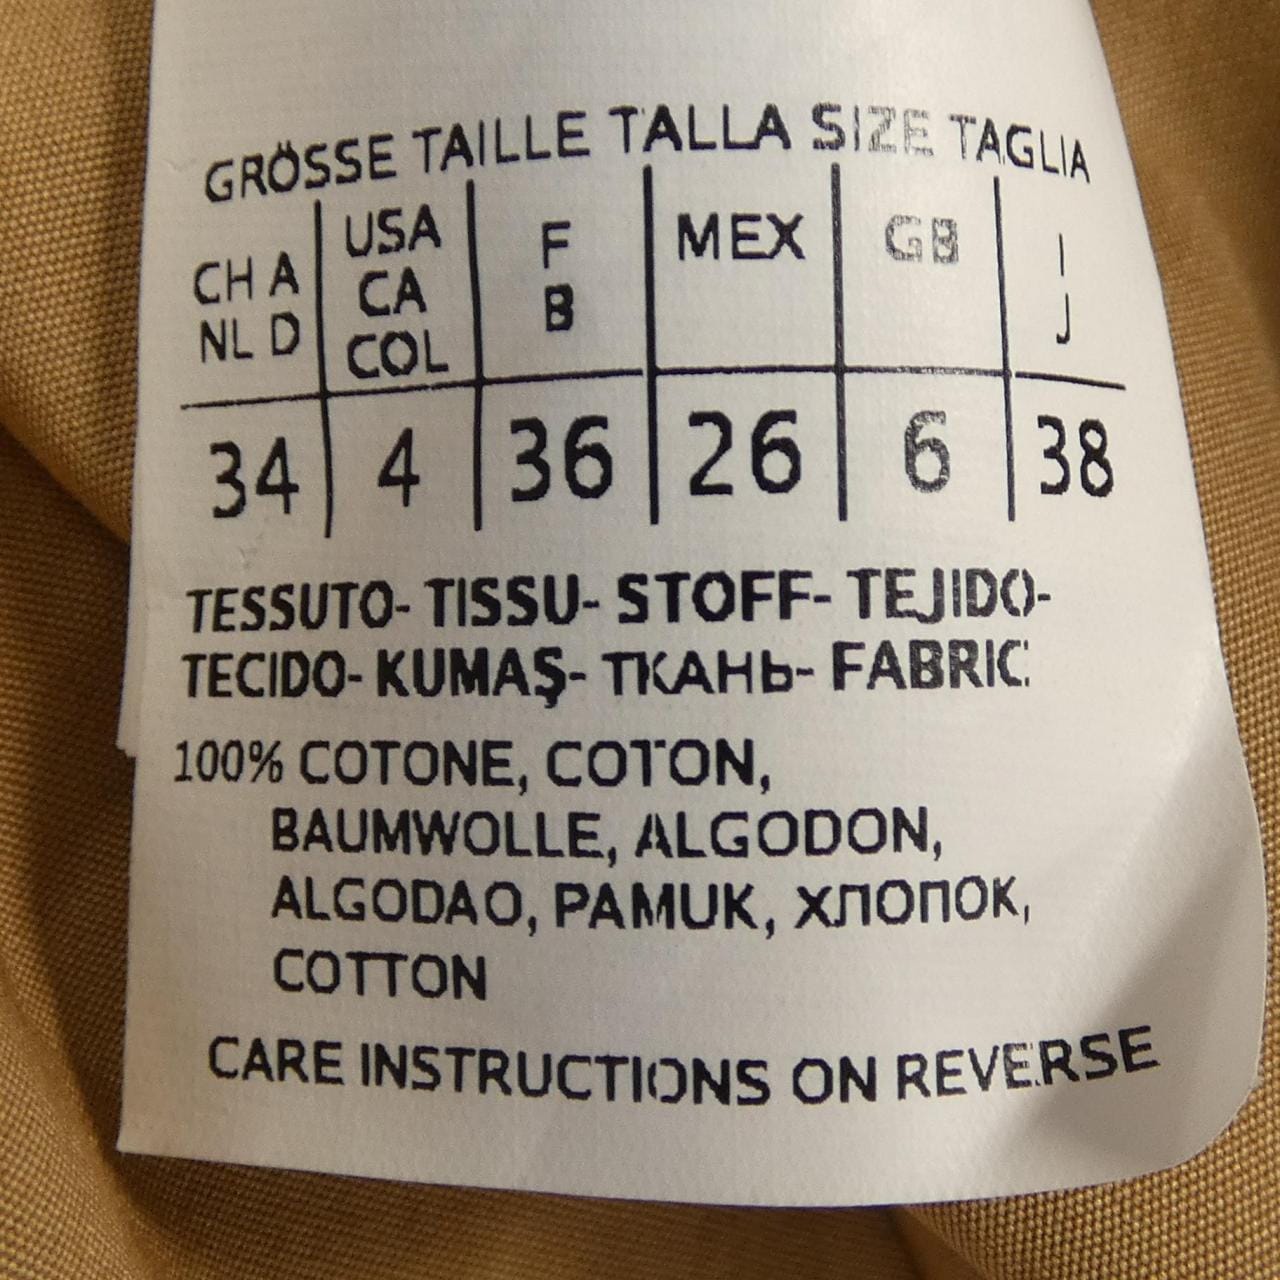 GRÖSSE TAILLE TALLA SIZE TAGLIA
CH A NL D
USA CA COL
F B
MEX
GB
I J
34 4 36 26 6 38
TESSUTO- TISSU- STOFF- TEJIDO-
TECIDO- KUMAŞ- ТКАНЬ- FABRIC:
100% COTONE, COTON,
BAUMWOLLE, ALGODON,
ALGODAO, PAMUK, ХЛОПОК,
COTTON
CARE INSTRUCTIONS ON REVERSE